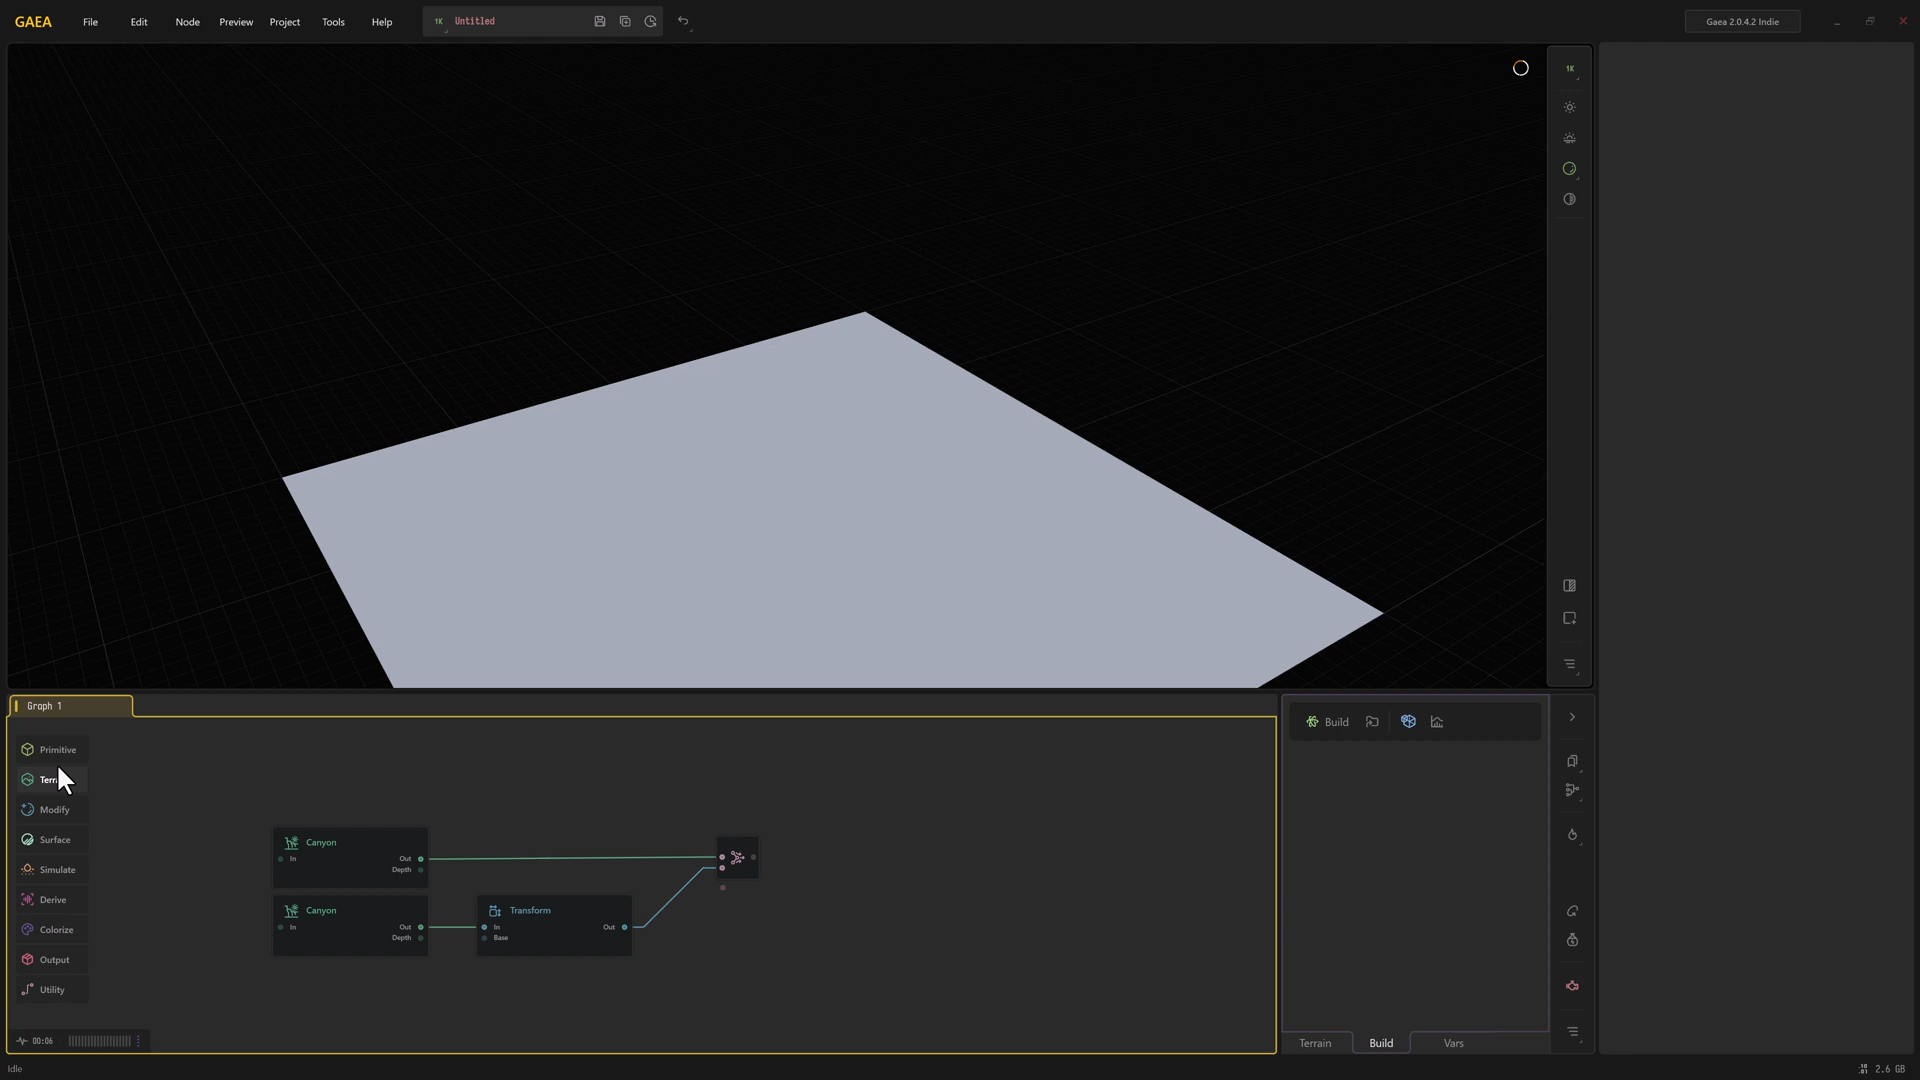 GAEA File Edit Node Preview Project Tools Help 1K Untitled Gaea 2.0.4.2 Indie
1K
Graph 1
Build
Primitive
Terr
Modify
Surface
Simulate
Derive
Colorize
Output
Utility
Canyon
In Out
Depth
Canyon
In Out
Depth
Transform
In Out
Base
00:06
Terrain Build Vars
Idle 2.6 GB